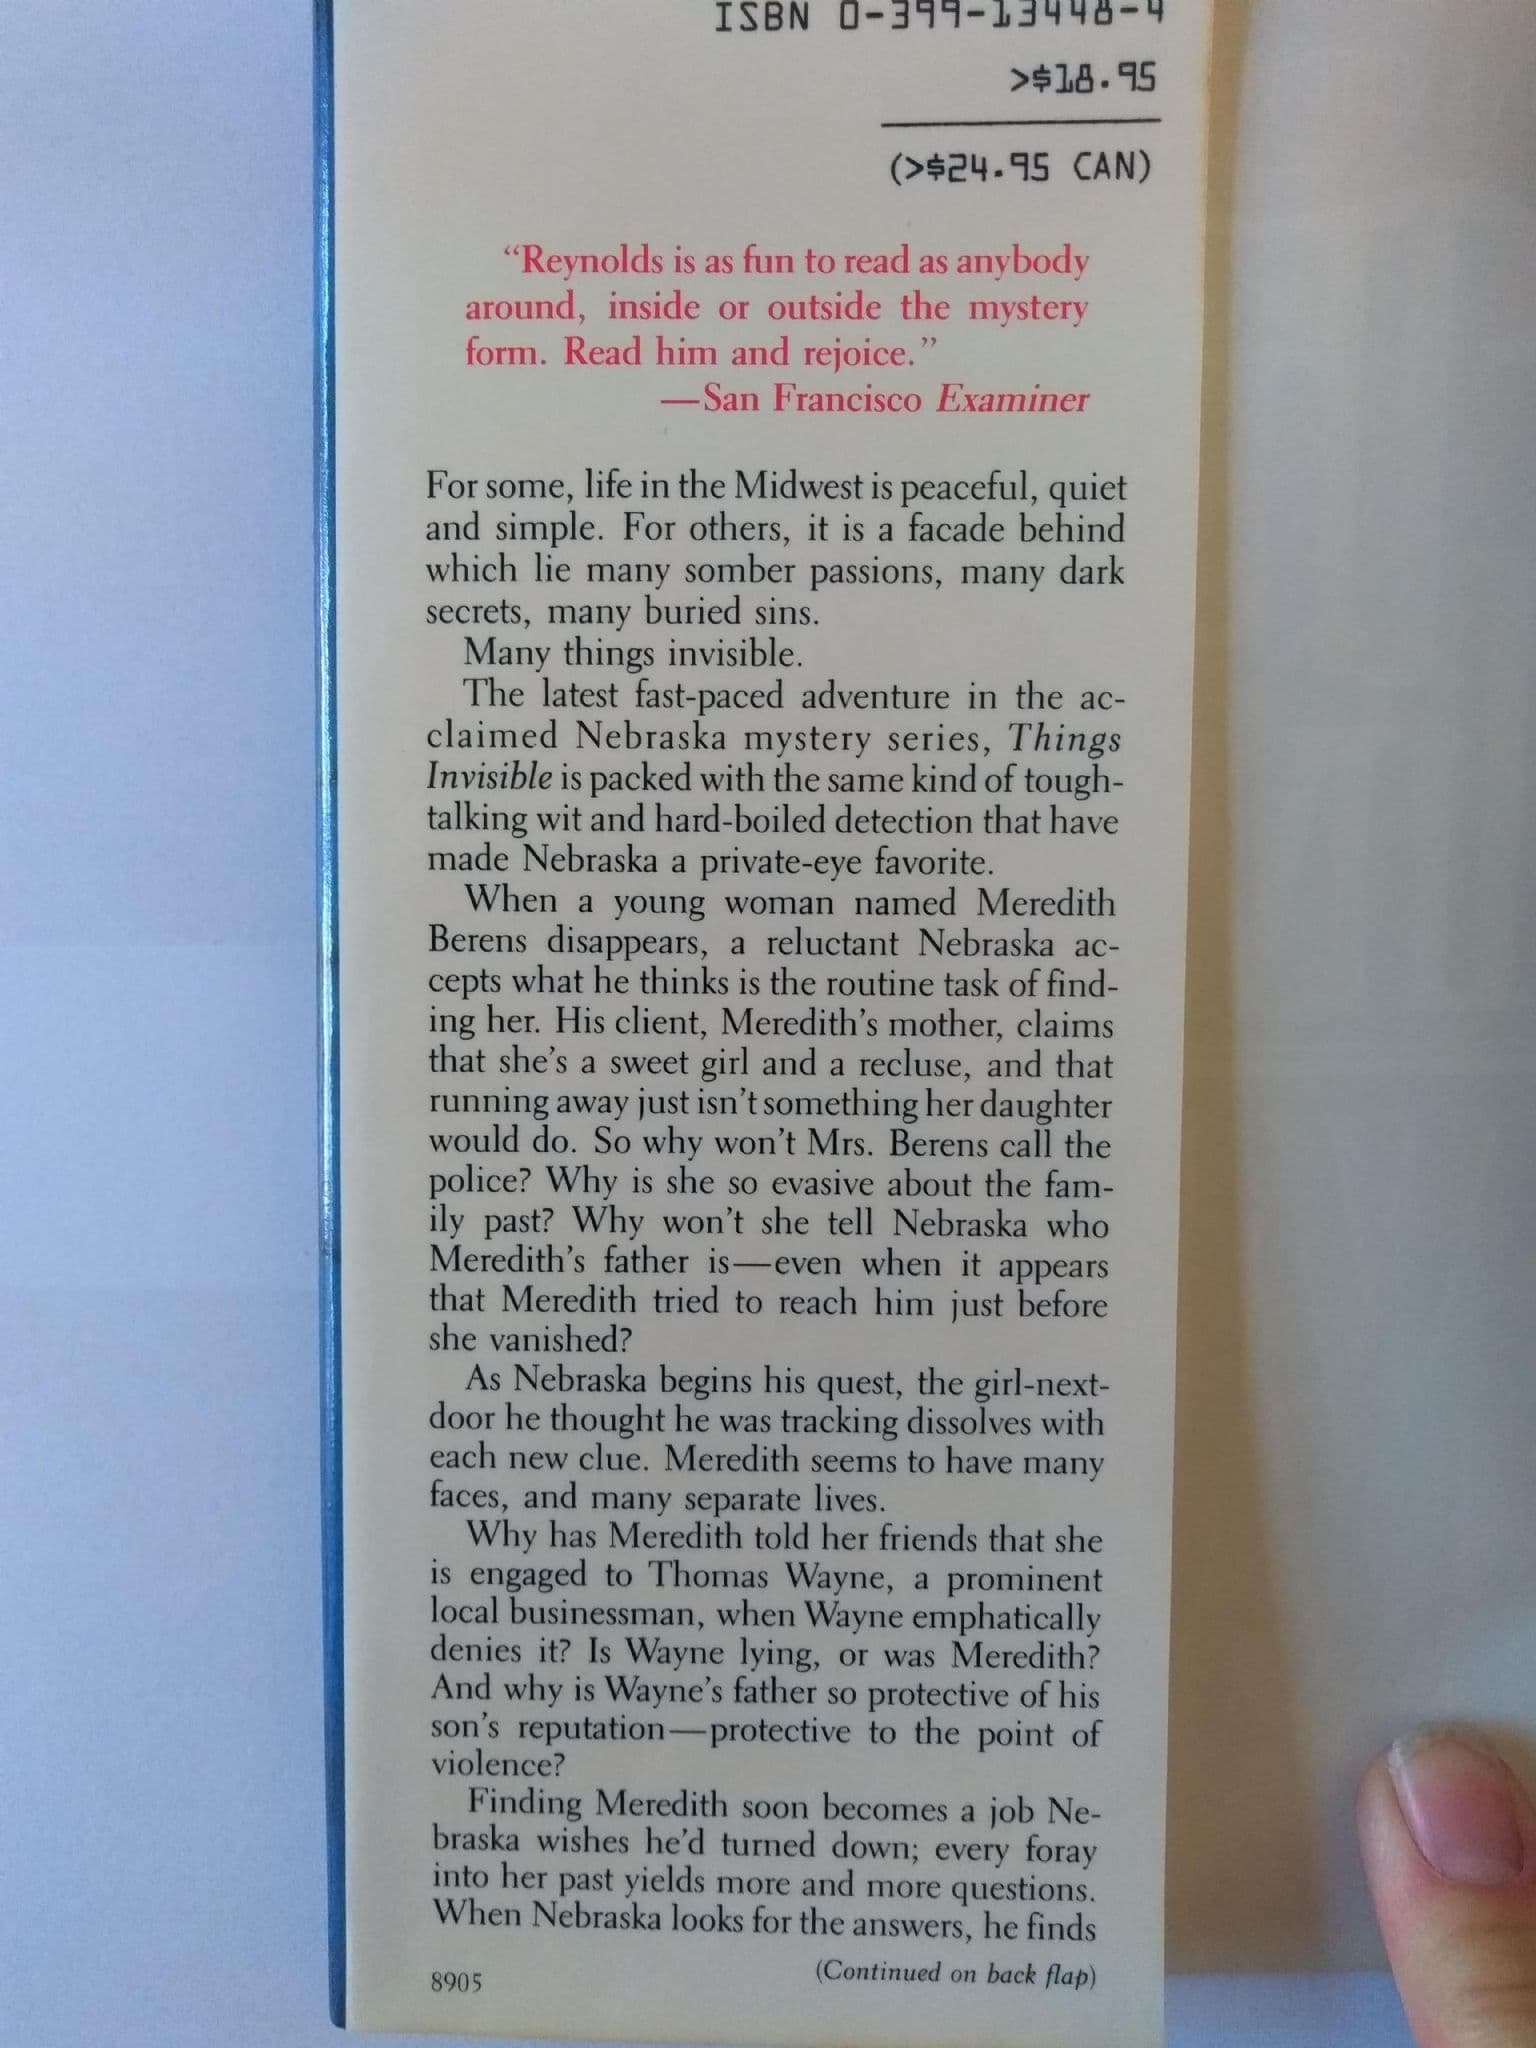 ISBN 0-399-13448-4
>$18.95
(>$24.95 CAN)
“Reynolds is as fun to read as anybody
around, inside or outside the mystery
form. Read him and rejoice.”
—San Francisco Examiner
For some, life in the Midwest is peaceful, quiet
and simple. For others, it is a facade behind
which lie many somber passions, many dark
secrets, many buried sins.
Many things invisible.
The latest fast-paced adventure in the ac-
claimed Nebraska mystery series, Things
Invisible is packed with the same kind of tough-
talking wit and hard-boiled detection that have
made Nebraska a private-eye favorite.
When a young woman named Meredith
Berens disappears, a reluctant Nebraska ac-
cepts what he thinks is the routine task of find-
ing her. His client, Meredith’s mother, claims
that she’s a sweet girl and a recluse, and that
running away just isn’t something her daughter
would do. So why won’t Mrs. Berens call the
police? Why is she so evasive about the fam-
ily past? Why won’t she tell Nebraska who
Meredith’s father is—even when it appears
that Meredith tried to reach him just before
she vanished?
As Nebraska begins his quest, the girl-next-
door he thought he was tracking dissolves with
each new clue. Meredith seems to have many
faces, and many separate lives.
Why has Meredith told her friends that she
is engaged to Thomas Wayne, a prominent
local businessman, when Wayne emphatically
denies it? Is Wayne lying, or was Meredith?
And why is Wayne’s father so protective of his
son’s reputation—protective to the point of
violence?
Finding Meredith soon becomes a job Ne-
braska wishes he’d turned down; every foray
into her past yields more and more questions.
When Nebraska looks for the answers, he finds
(Continued on back flap)
8905